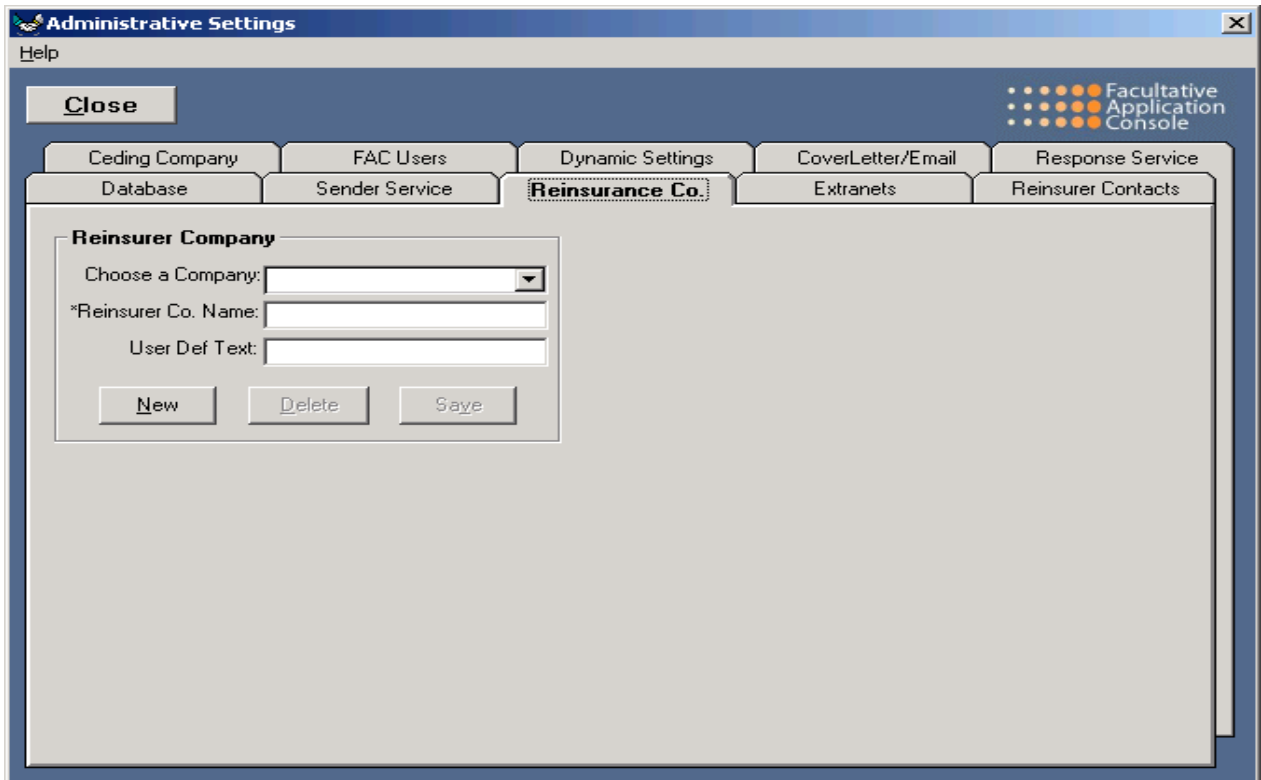 Administrative Settings
Help
Close
Facultative
Application
Console
Ceding Company FAC Users Dynamic Settings CoverLetter/Email Response Service
Database Sender Service Reinsurance Co. Extranets Reinsurer Contacts
Reinsurer Company
Choose a Company:
*Reinsurer Co. Name:
User Def Text:
New Delete Save